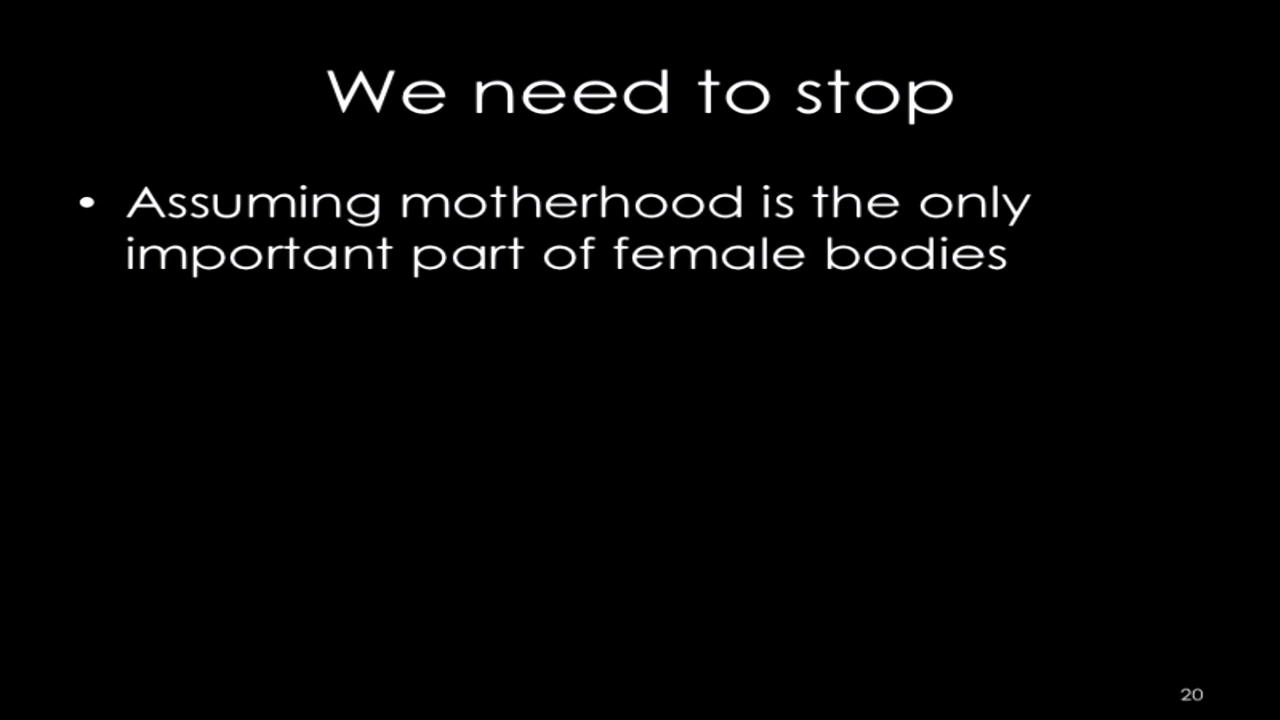 We need to stop
• Assuming motherhood is the only
important part of female bodies
20